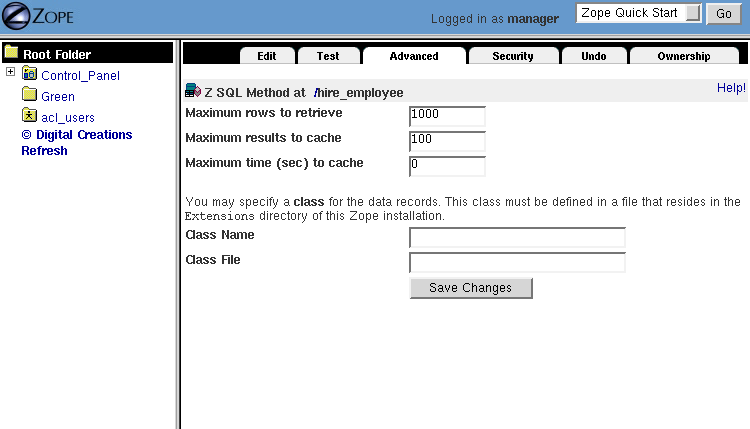 ZOPE
Logged in as manager
Zope Quick Start
Go
Root Folder
Control_Panel
Green
acl_users
© Digital Creations
Refresh
Edit Test Advanced Security Undo Ownership
Z SQL Method at /hire_employee
Help!
Maximum rows to retrieve 1000
Maximum results to cache 100
Maximum time (sec) to cache 0
You may specify a class for the data records. This class must be defined in a file that resides in the
Extensions directory of this Zope installation.
Class Name
Class File
Save Changes